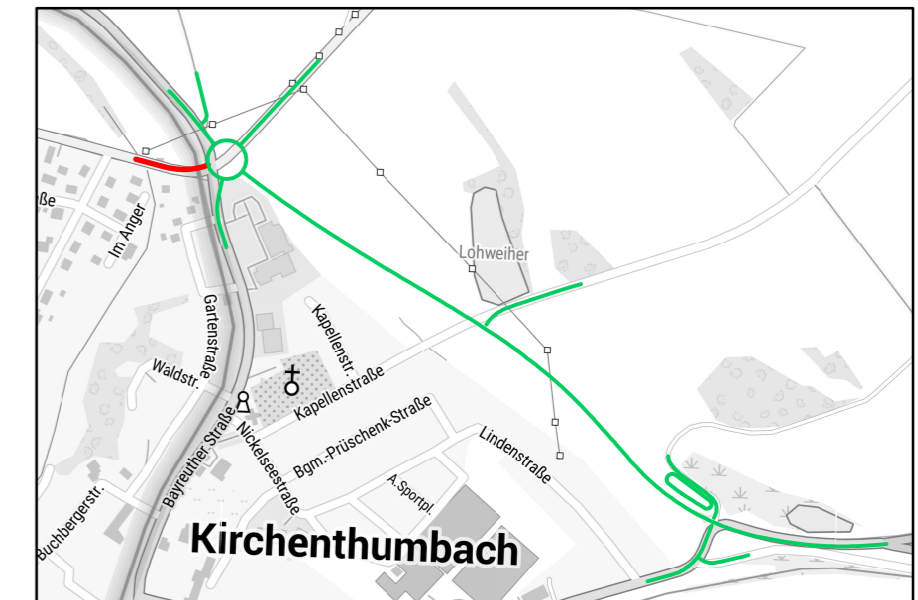 ße
Im Anger
Lohweiher
Gartenstraße
Kapellenstr.
Waldstr.
Kapellenstraße
Bayreuther Straße
Nickelseestraße
Bgm.-Prüschenk-Straße
Lindenstraße
A.Sportpl.
Buchbergerstr.
Kirchenthumbach